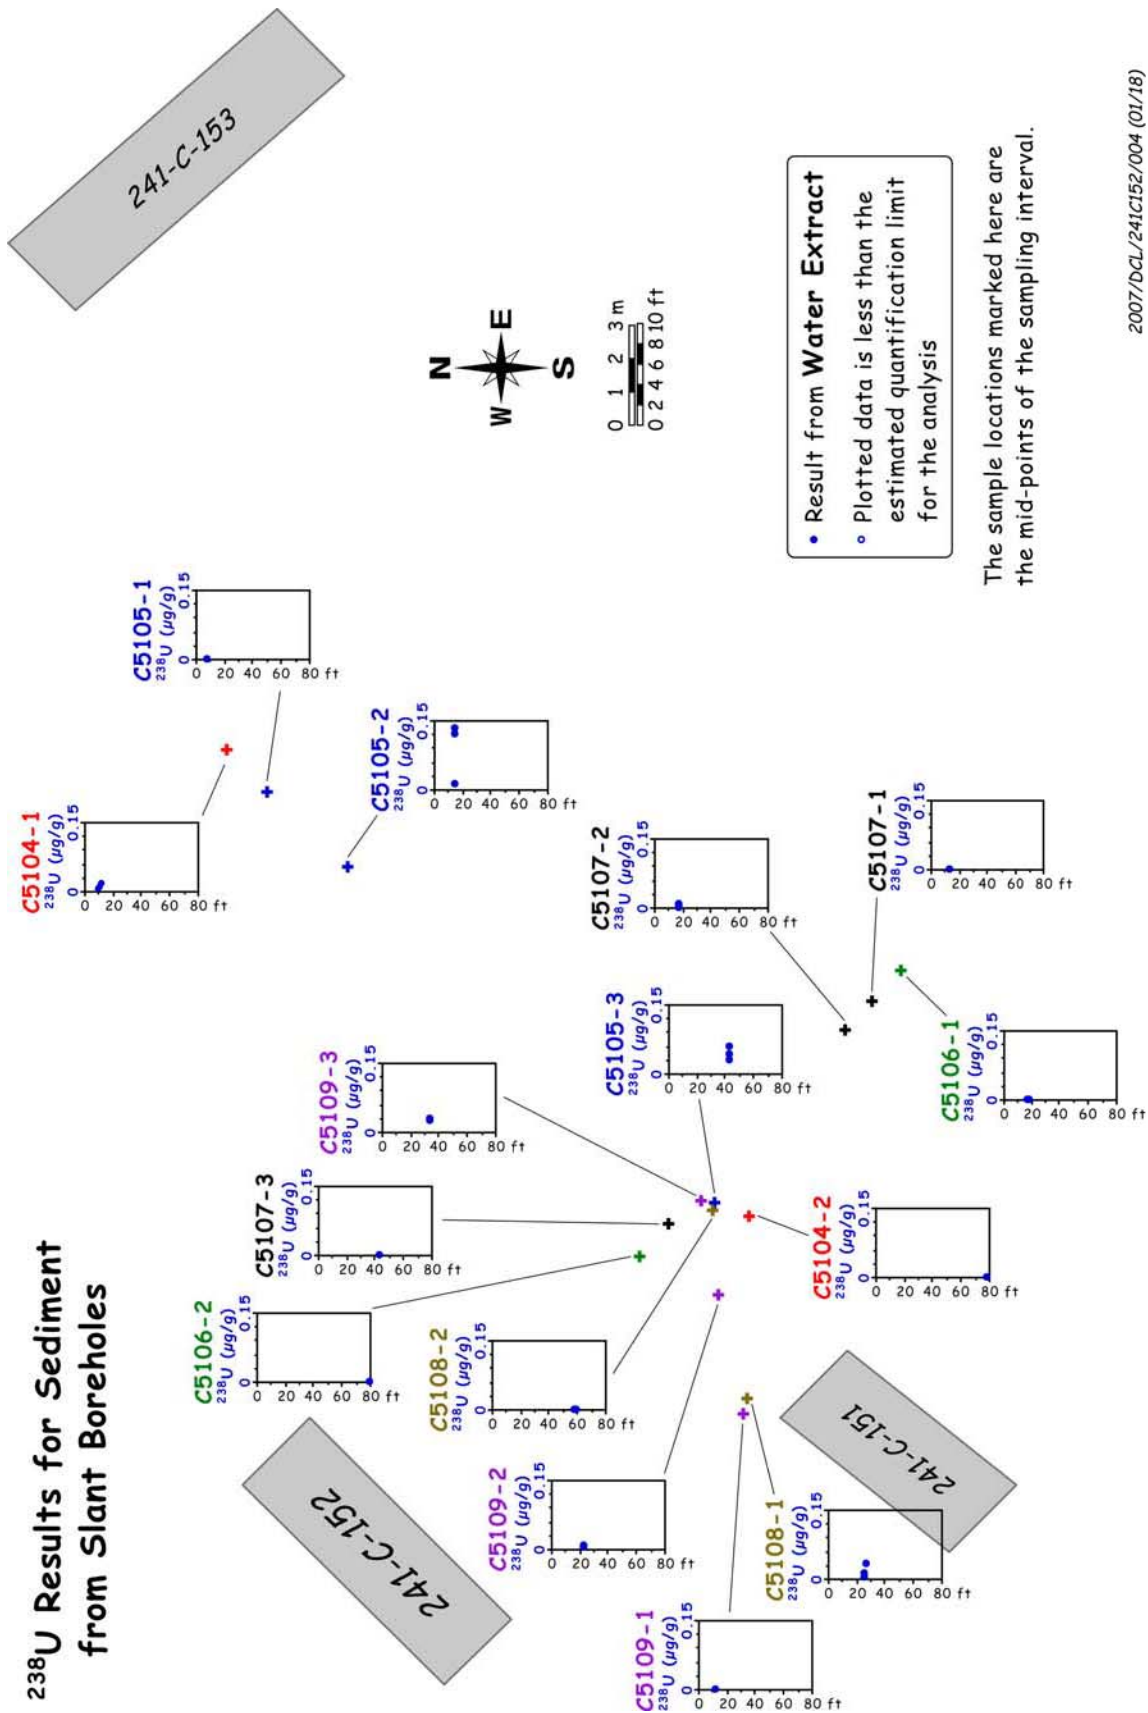 ²³⁸U Results for Sediment
from Slant Boreholes
C5104-1
²³⁸U (µg/g)
0 0.15
0
20
40
60
80 ft
C5105-1
²³⁸U (µg/g)
0 0.15
0
20
40
60
80 ft
C5105-2
²³⁸U (µg/g)
0 0.15
0
20
40
60
80 ft
241-C-153
C5106-2
²³⁸U (µg/g)
0 0.15
0
20
40
60
80 ft
C5107-3
²³⁸U (µg/g)
0 0.15
0
20
40
60
80 ft
C5109-3
²³⁸U (µg/g)
0 0.15
0
20
40
60
80 ft
241-C-152
C5108-2
²³⁸U (µg/g)
0 0.15
0
20
40
60
80 ft
C5109-2
²³⁸U (µg/g)
0 0.15
0
20
40
60
80 ft
C5105-3
²³⁸U (µg/g)
0 0.15
0
20
40
60
80 ft
C5107-2
²³⁸U (µg/g)
0 0.15
0
20
40
60
80 ft
N
W E
S
0 1 2 3 m
0 2 4 6 8 10 ft
C5109-1
²³⁸U (µg/g)
0 0.15
0
20
40
60
80 ft
C5108-1
²³⁸U (µg/g)
0 0.15
0
20
40
60
80 ft
241-C-151
C5104-2
²³⁸U (µg/g)
0 0.15
0
20
40
60
80 ft
C5106-1
²³⁸U (µg/g)
0 0.15
0
20
40
60
80 ft
C5107-1
²³⁸U (µg/g)
0 0.15
0
20
40
60
80 ft
Result from Water Extract
Plotted data is less than the
estimated quantification limit
for the analysis
The sample locations marked here are
the mid-points of the sampling interval.
2007/DCL/241C152/004 (01/18)